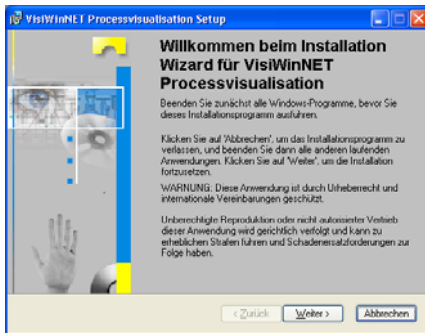 VisiWinNET Processvisualisation Setup
Willkommen beim Installation
Wizard für VisiWinNET
Processvisualisation
Beenden Sie zunächst alle Windows-Programme, bevor Sie
dieses Installationsprogramm ausführen.
Klicken Sie auf 'Abbrechen', um das Installationsprogramm zu
verlassen, und beenden Sie dann alle anderen laufenden
Anwendungen. Klicken Sie auf 'Weiter', um die Installation
fortzusetzen.
WARNUNG: Diese Anwendung ist durch Urheberrecht und
internationale Vereinbarungen geschützt.
Unberechtigte Reproduktion oder nicht autorisierter Vertrieb
dieser Anwendung wird gerichtlich verfolgt und kann zu
erheblichen Strafen führen und Schadenersatzforderungen zur
Folge haben.
< Zurück Weiter > Abbrechen